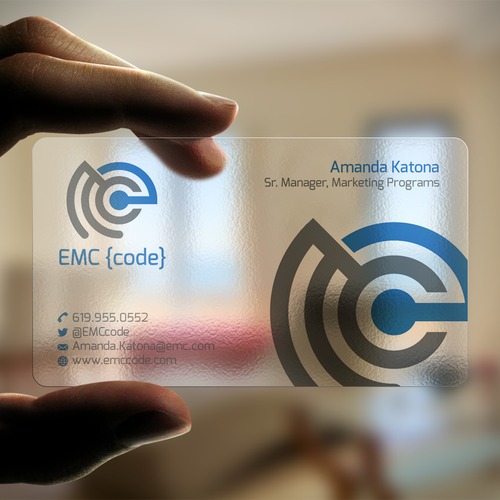 EMC {code}
619.955.0552
@EMCcode
Amanda.Katona@emc.com
www.emccode.com
Amanda Katona
Sr. Manager, Marketing Programs